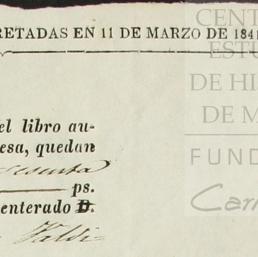 RETADAS EN 11 DE MARZO DE 1841
CENT
ESTU
DE HIS
DE M
FUND
Car
el libro au-
esa, quedan
ps.
enterado D.